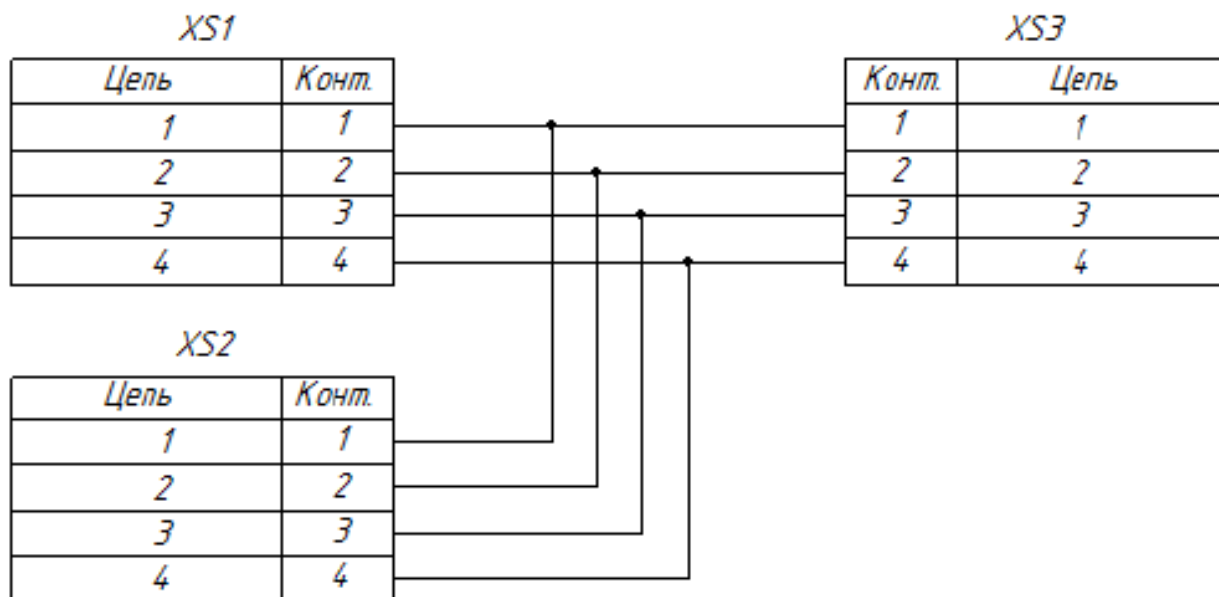 XS1 XS3
Цепь Конт. Конт. Цепь
1 1 1 1
2 2 2 2
3 3 3 3
4 4 4 4
XS2
Цепь Конт.
1 1
2 2
3 3
4 4